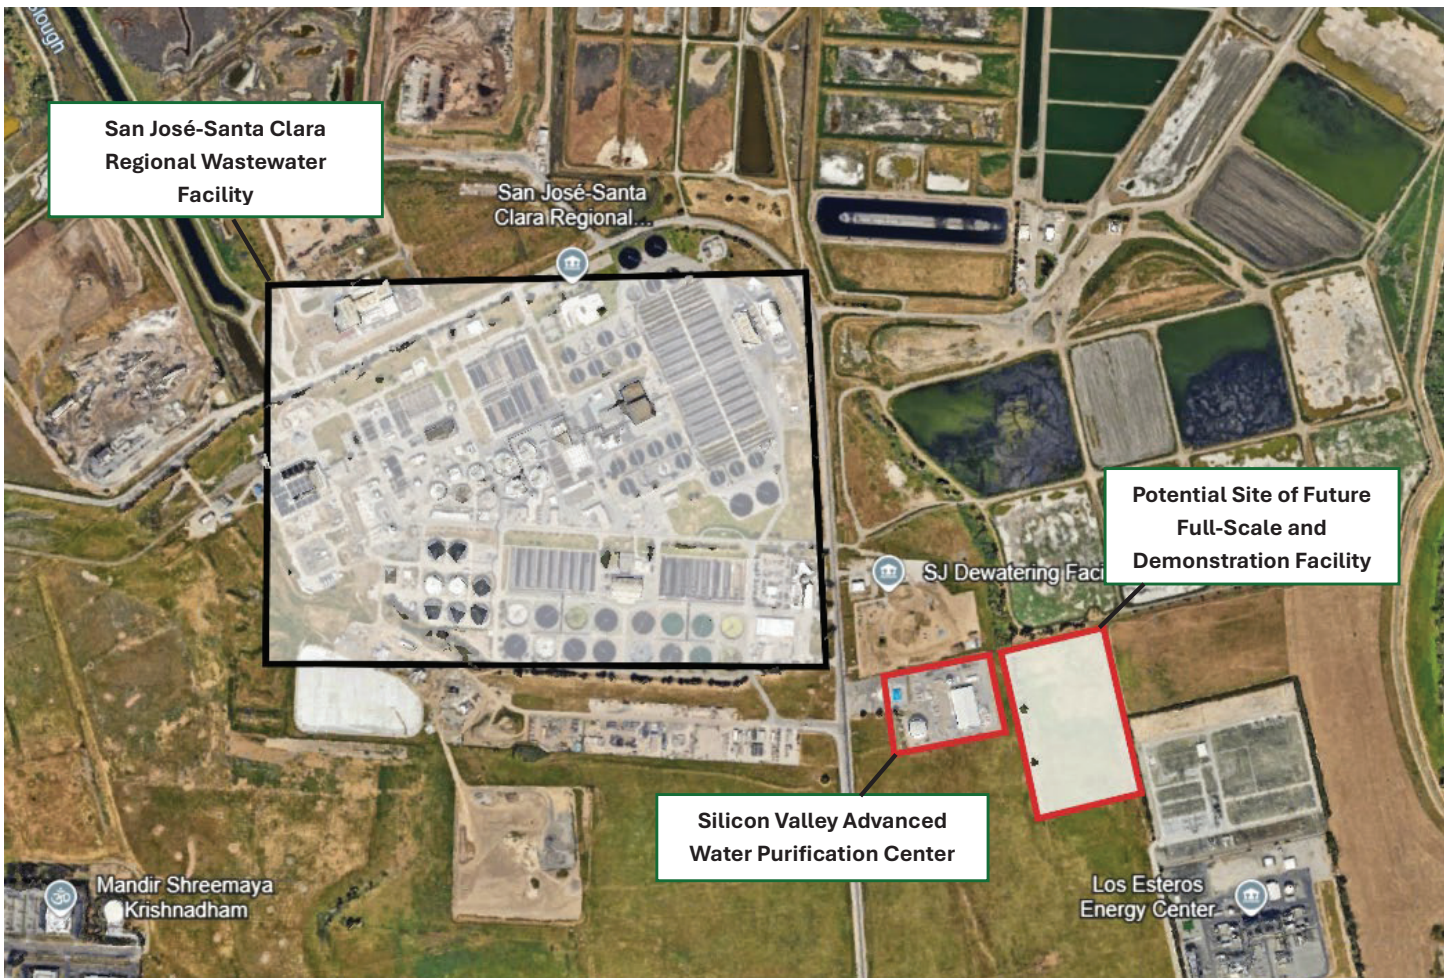 Slough
San José-Santa Clara
Regional Wastewater
Facility
San José-Santa
Clara Regional...
Potential Site of Future
Full-Scale and
Demonstration Facility
SJ Dewatering Faci
Silicon Valley Advanced
Water Purification Center
Mandir Shreemaya
Krishnadham
Los Esteros
Energy Center